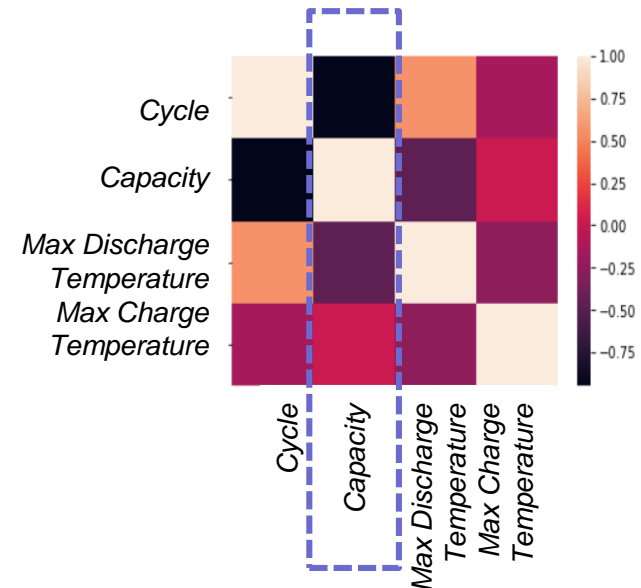 Cycle
Capacity
Max Discharge
Temperature
Max Charge
Temperature
1.00
0.75
0.50
0.25
0.00
−0.25
−0.50
−0.75
Cycle
Capacity
Max Discharge
Temperature
Max Charge
Temperature